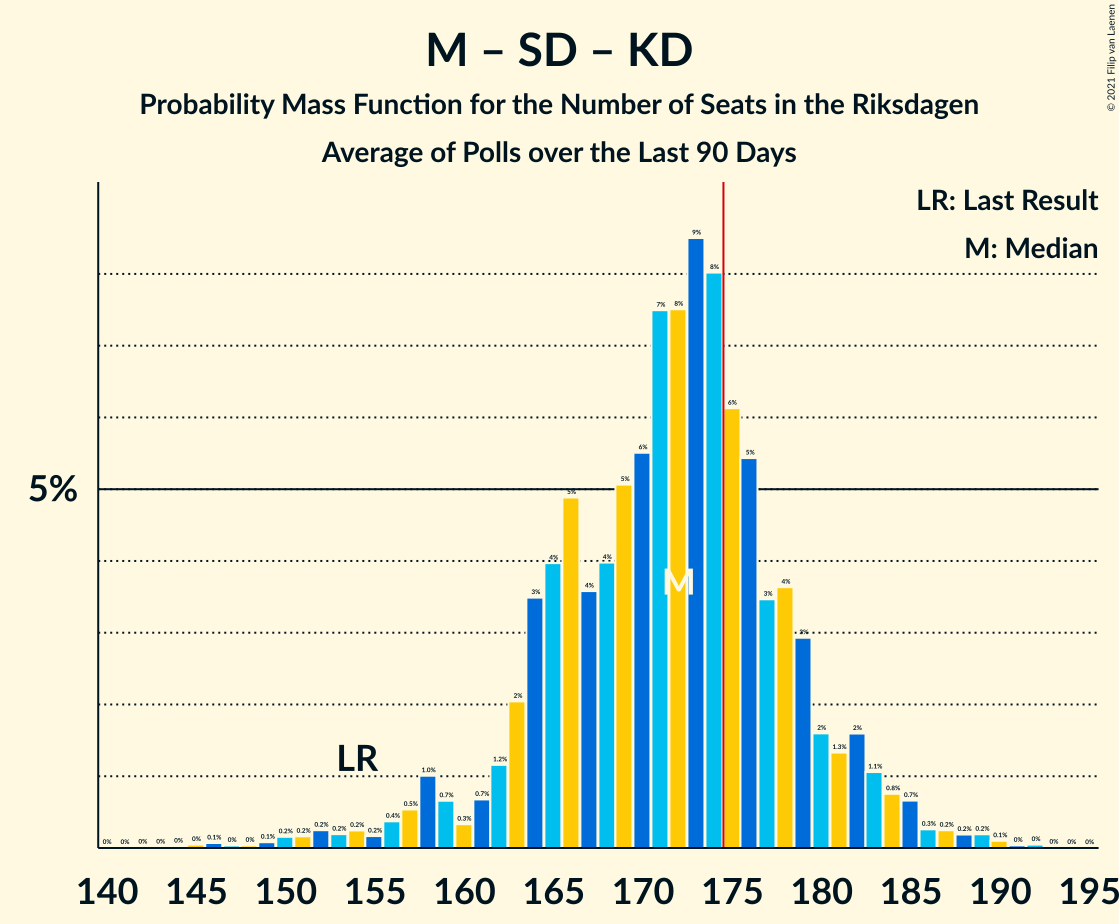 M – SD – KD
Probability Mass Function for the Number of Seats in the Riksdagen
Average of Polls over the Last 90 Days
© 2021 Filip van Laenen
LR: Last Result
M: Median
5%
LR
M
0% 0% 0% 0% 0% 0% 0.1% 0% 0% 0.1% 0.2% 0.2% 0.2% 0.2% 0.2% 0.2% 0.4% 0.5% 1.0% 0.7% 0.3% 0.7% 1.2% 2% 3% 4% 5% 4% 4% 5% 6% 7% 8% 9% 8% 6% 5% 3% 4% 3% 2% 1.3% 2% 1.1% 0.8% 0.7% 0.3% 0.2% 0.2% 0.2% 0.1% 0% 0% 0% 0% 0%
140 145 150 155 160 165 170 175 180 185 190 195